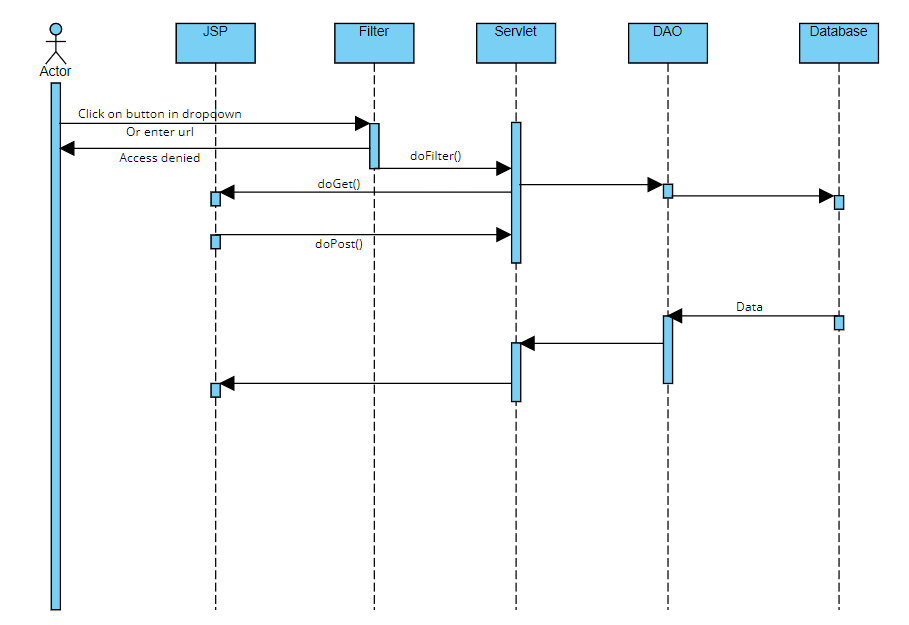 JSP
Filter
Servlet
DAO
Database
Actor
Click on button in dropdown
Or enter url
Access denied
doFilter()
doGet()
doPost()
Data